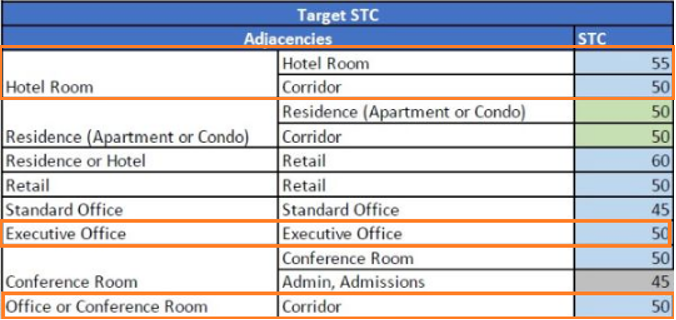 Target STC
Adjacencies STC
Hotel Room 55
Hotel Room Corridor 50
Residence (Apartment or Condo) 50
Residence (Apartment or Condo) Corridor 50
Residence or Hotel Retail 60
Retail Retail 50
Standard Office Standard Office 45
Executive Office Executive Office 50
Conference Room 50
Conference Room Admin, Admissions 45
Office or Conference Room Corridor 50